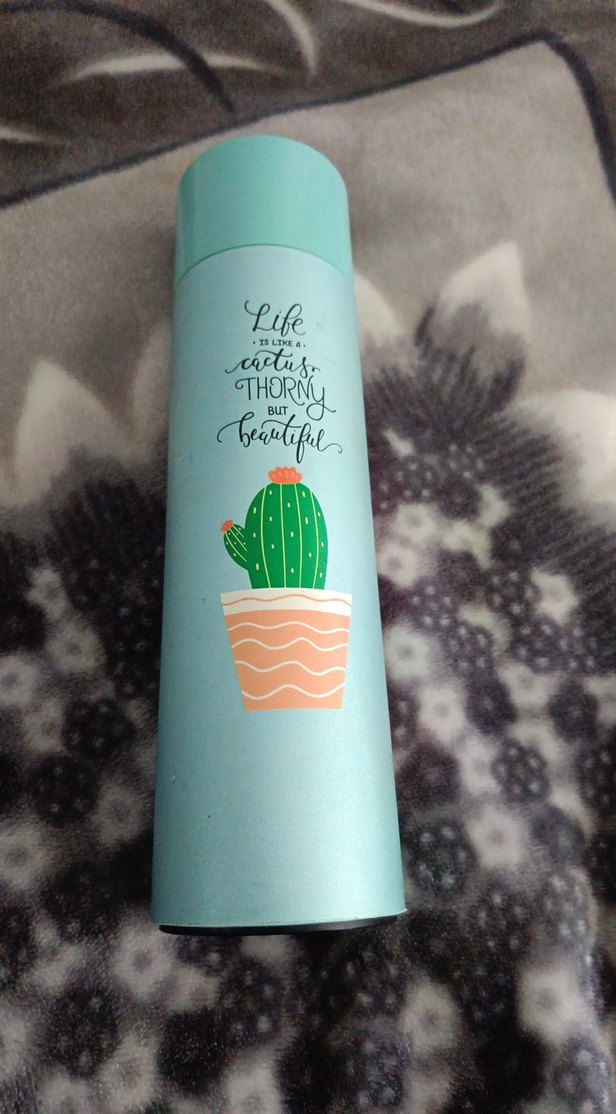 Life
• IS LIKE A •
cactus,
THORNY
BUT
beautiful